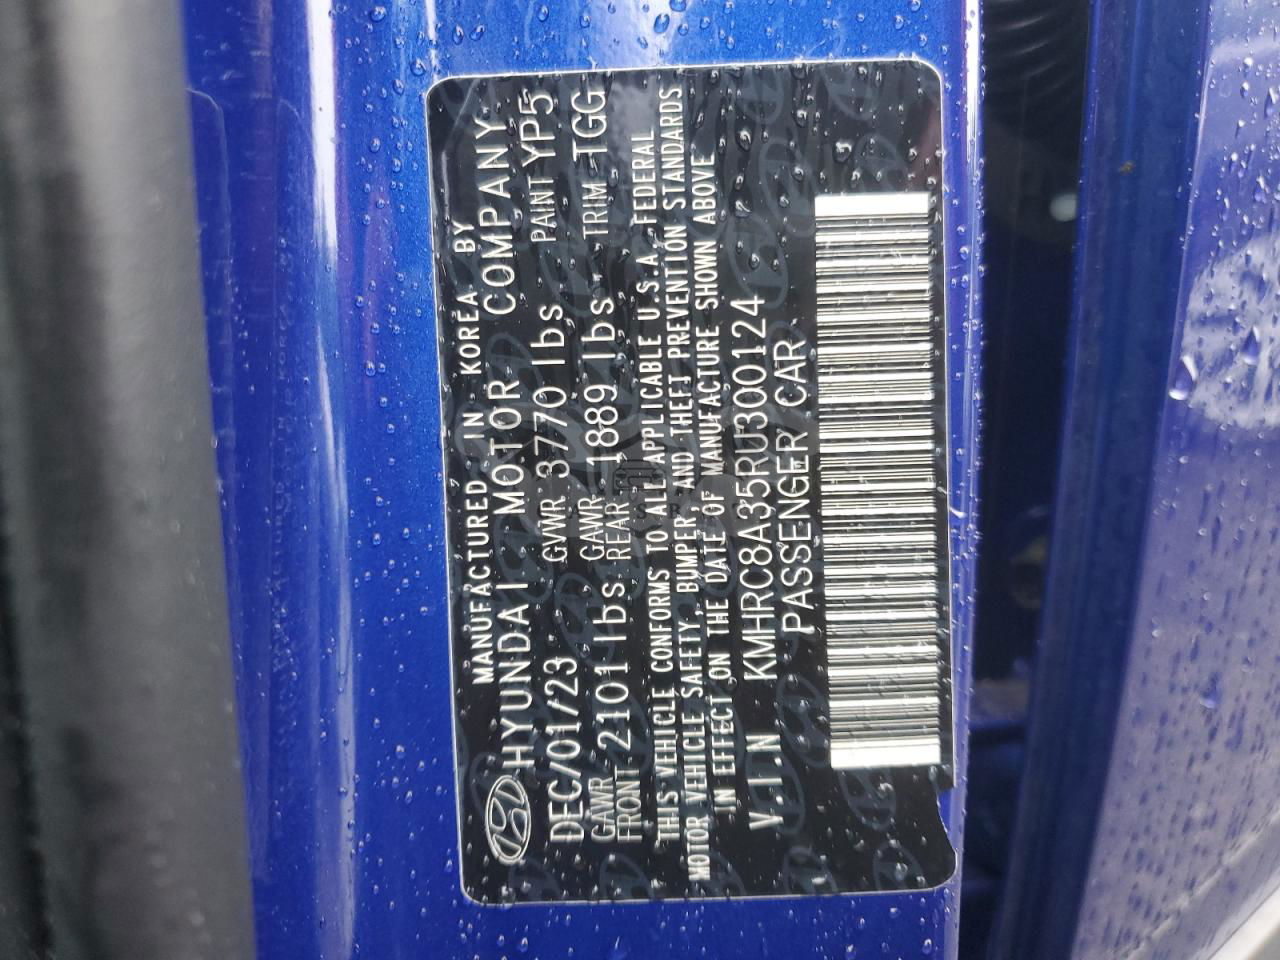 MANUFACTURED IN KOREA BY
HYUNDAI MOTOR COMPANY
DEC/01/23 GVWR 3770 lbs PAINT YP5
GAWR FRONT 2101 lbs GAWR REAR 1889 lbs TRIM TGG
THIS VEHICLE CONFORMS TO ALL APPLICABLE U.S.A. FEDERAL
MOTOR VEHICLE SAFETY, BUMPER, AND THEFT PREVENTION STANDARDS
IN EFFECT ON THE DATE OF MANUFACTURE SHOWN ABOVE
V.I.N KMHRC8A35RU300124
PASSENGER CAR